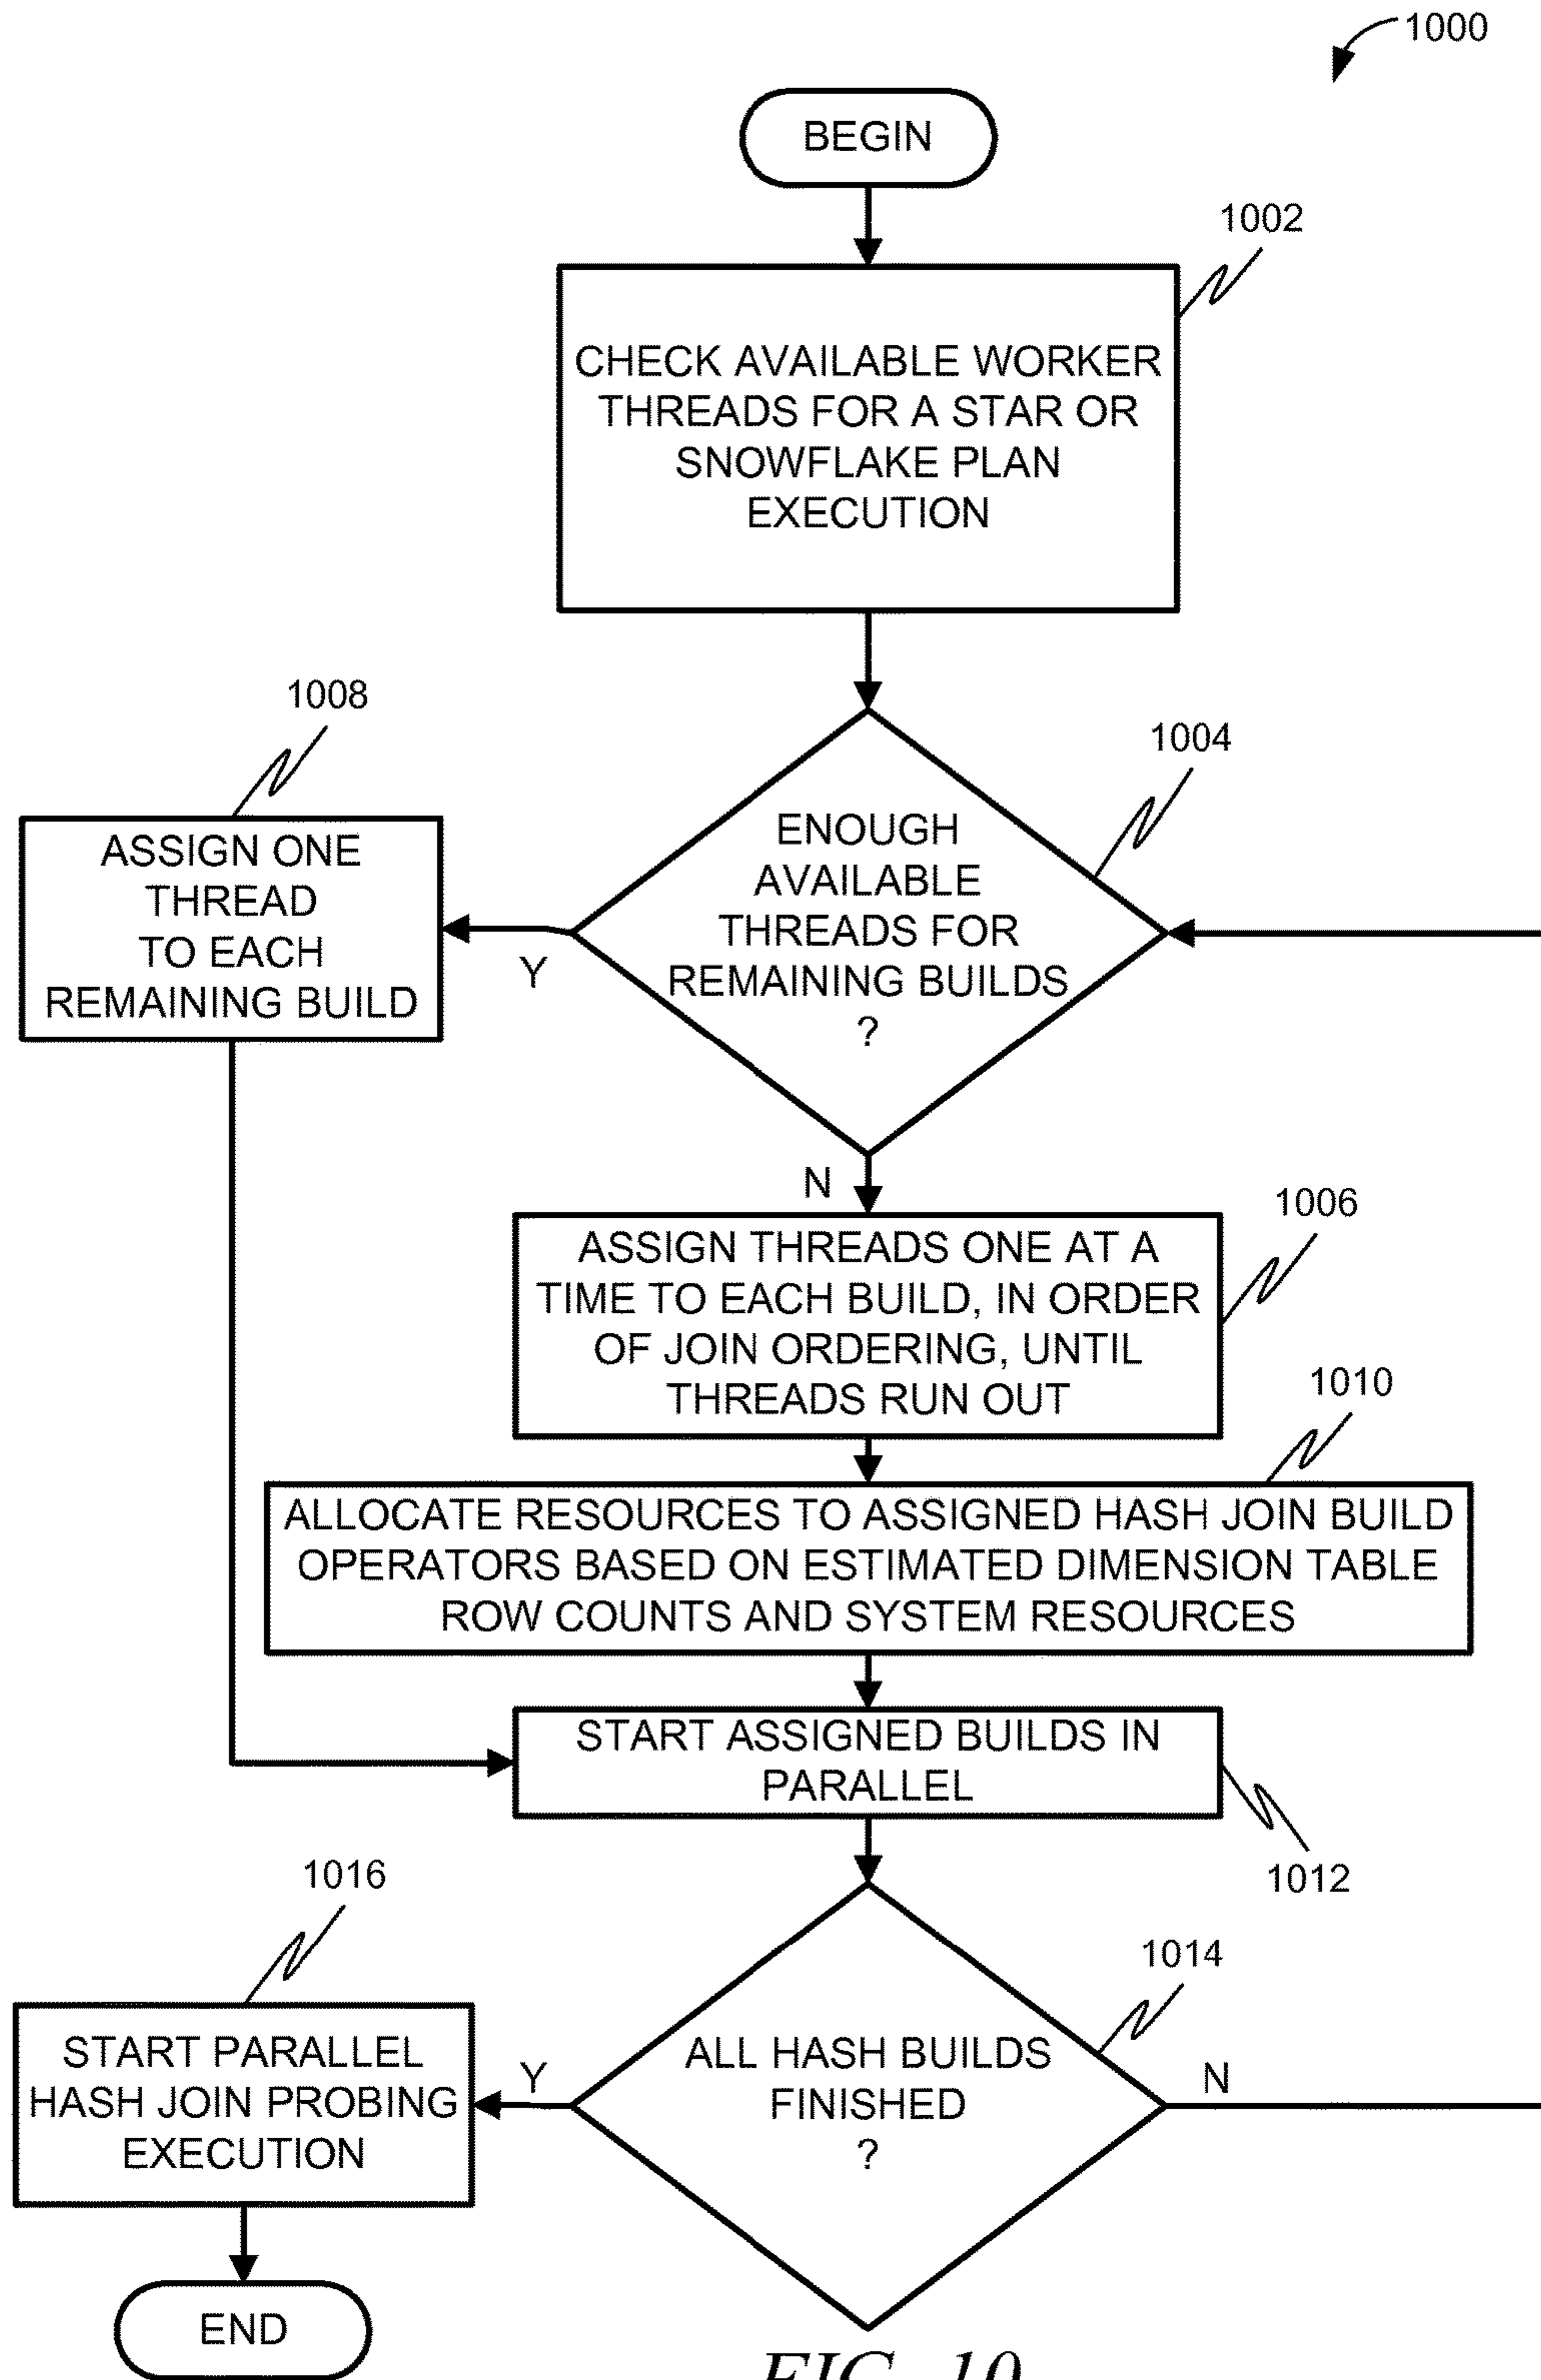 1000
BEGIN
1002
CHECK AVAILABLE WORKER
THREADS FOR A STAR OR
SNOWFLAKE PLAN
EXECUTION
1008
1004
ASSIGN ONE
THREAD
TO EACH
REMAINING BUILD
Y
ENOUGH
AVAILABLE
THREADS FOR
REMAINING BUILDS
?
N
1006
ASSIGN THREADS ONE AT A
TIME TO EACH BUILD, IN ORDER
OF JOIN ORDERING, UNTIL
THREADS RUN OUT
1010
ALLOCATE RESOURCES TO ASSIGNED HASH JOIN BUILD
OPERATORS BASED ON ESTIMATED DIMENSION TABLE
ROW COUNTS AND SYSTEM RESOURCES
START ASSIGNED BUILDS IN
PARALLEL
1012
1016
1014
START PARALLEL
HASH JOIN PROBING
EXECUTION
Y
ALL HASH BUILDS
FINISHED
?
N
END
FIG. 10